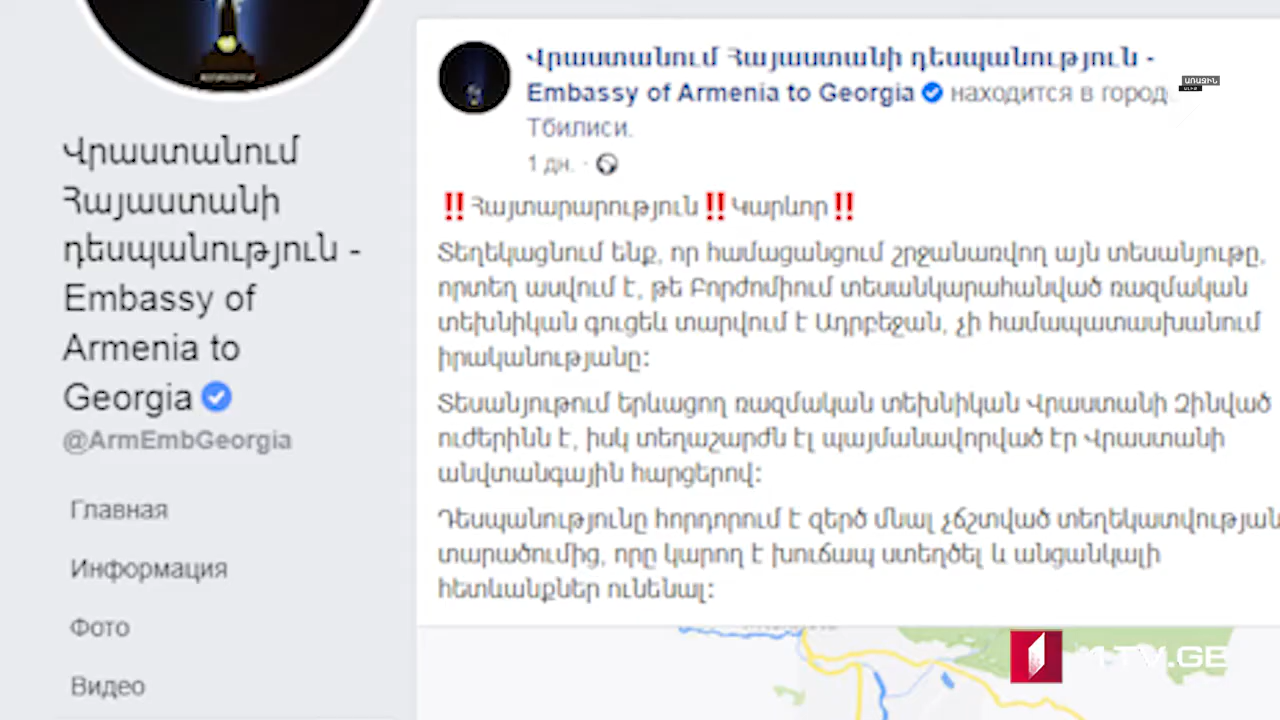 Վրաստանում
Հայաստանի
դեսպանություն -
Embassy of
Armenia to
Georgia
@ArmEmbGeorgia
Главная
Информация
Фото
Видео
Վրաստանում Հայաստանի դեսպանություն -
Embassy of Armenia to Georgia находится в город
Тбилиси.
1 дн. ·
‼Հայտարարություն‼Կարևոր‼
Տեղեկացնում ենք, որ համացանցում շրջանառվող այն տեսանյութը,
որտեղ ասվում է, թե Բորժոմիում տեսանկարահանված ռազմական
տեխնիկան գուցեև տարվում է Ադրբեջան, չի համապատասխանում
իրականությանը:
Տեսանյութում երևացող ռազմական տեխնիկան Վրաստանի Զինված
ուժերինն է, իսկ տեղաշարժն էլ պայմանավորված էր Վրաստանի
անվտանգային հարցերով:
Դեսպանությունը հորդորում է զերծ մնալ չճշտված տեղեկատվության
տարածումից, որը կարող է խուճապ ստեղծել և անցանկալի
հետևանքներ ունենալ:
ԱՌԱՋԻՆ
ԱԼԻՔ
1TV.GE